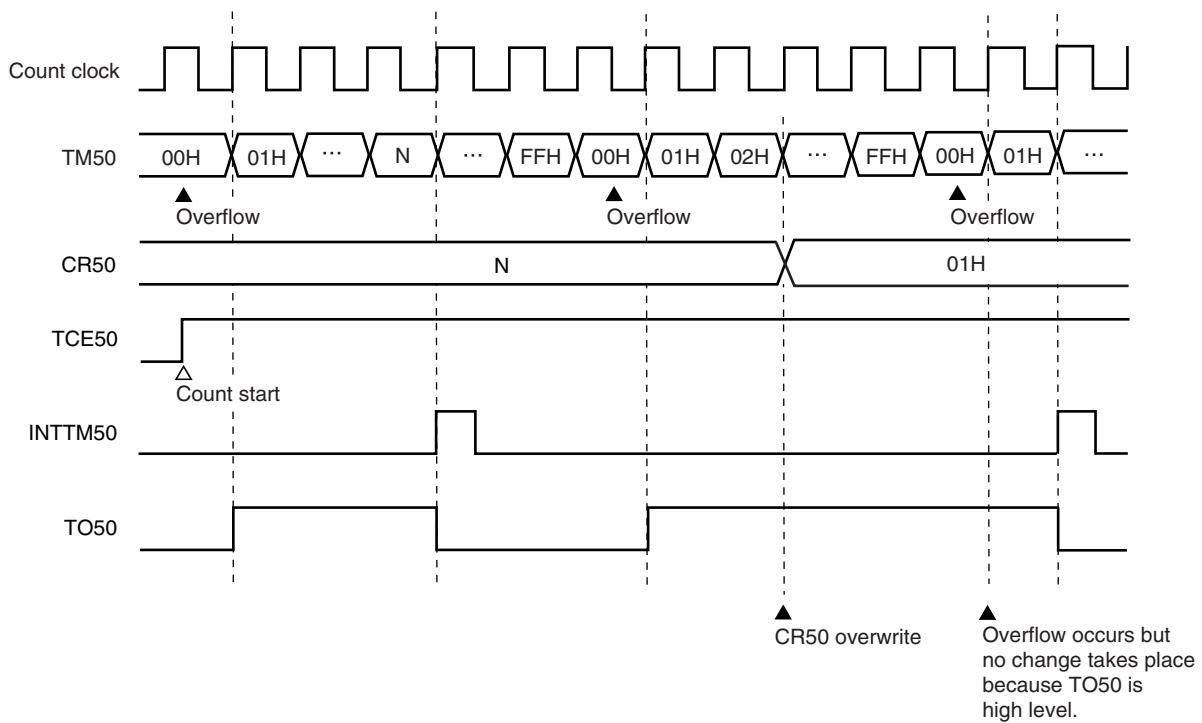 Count clock
TM50 00H 01H ... N ... FFH 00H 01H 02H ... FFH 00H 01H ...
Overflow Overflow Overflow
CR50 N 01H
TCE50
Count start
INTTM50
TO50
CR50 overwrite
Overflow occurs but
no change takes place
because TO50 is
high level.